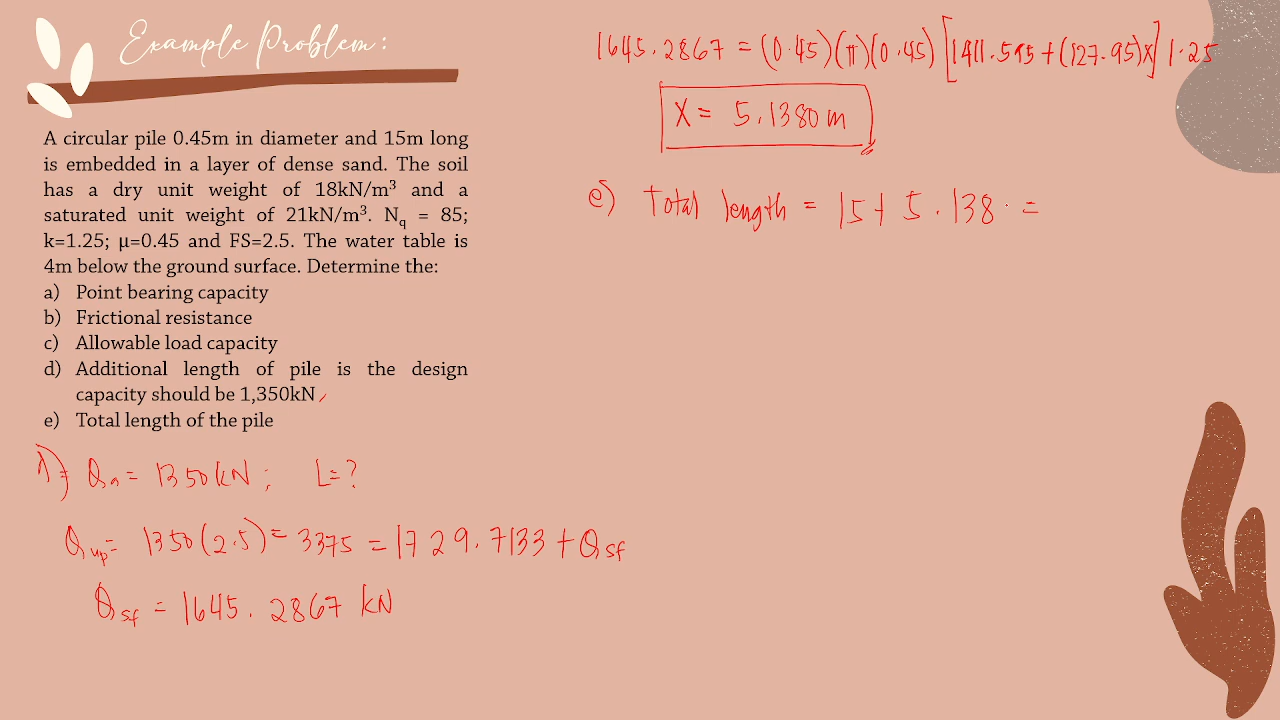 Example Problem:
A circular pile 0.45m in diameter and 15m long
is embedded in a layer of dense sand. The soil
has a dry unit weight of 18kN/m³ and a
saturated unit weight of 21kN/m³. Nq = 85;
k=1.25; µ=0.45 and FS=2.5. The water table is
4m below the ground surface. Determine the:
a) Point bearing capacity
b) Frictional resistance
c) Allowable load capacity
d) Additional length of pile is the design
capacity should be 1,350kN
e) Total length of the pile
Qa = 1350 kN ; L = ?
Qup = 1350 (2.5) = 3375 = 1729.7133 + Qsf
Qsf = 1645.2867 kN
1645.2867 = (0.45)(π)(0.45) [1411.595 + (127.95)x] 1.25
x = 5.1380 m
e) Total length = 15 + 5.138 =